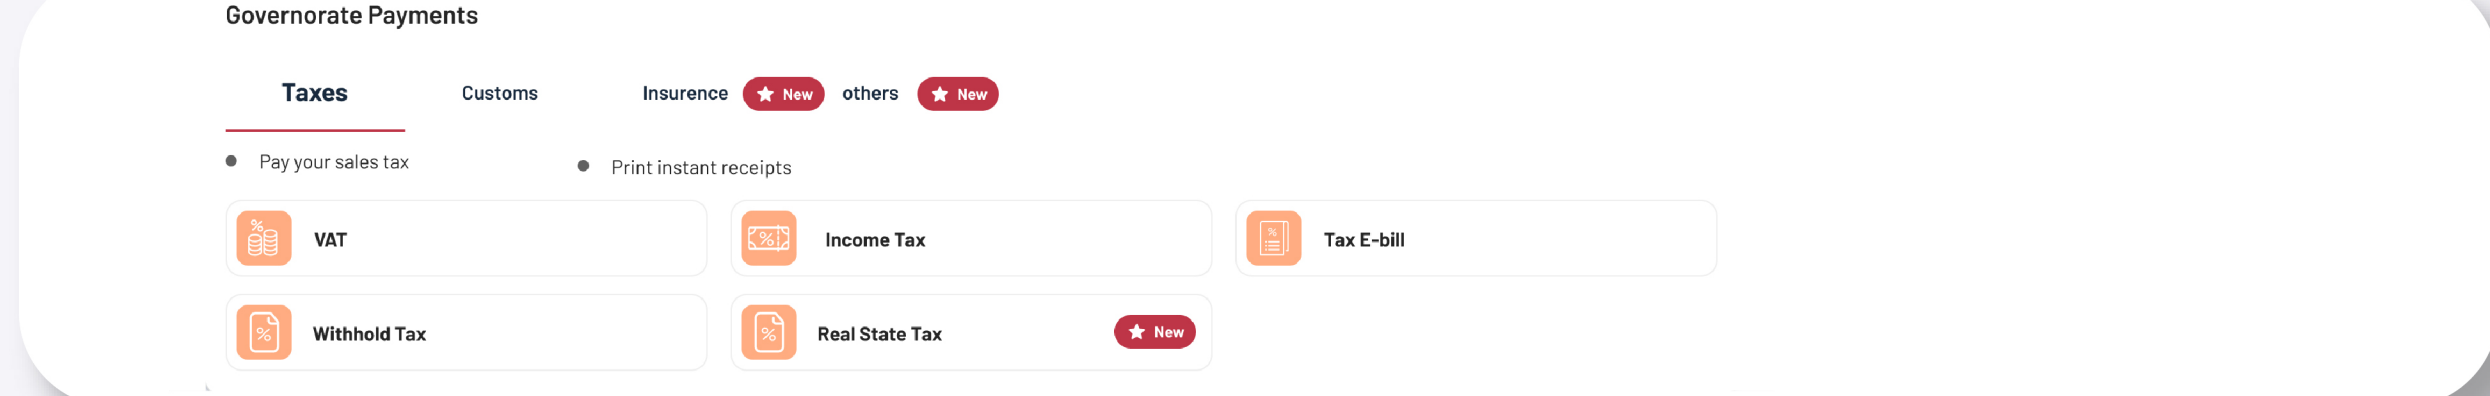 Governorate Payments
Taxes Customs Insurence New others New
Pay your sales tax Print instant receipts
VAT Income Tax Tax E-bill
Withhold Tax Real State Tax New